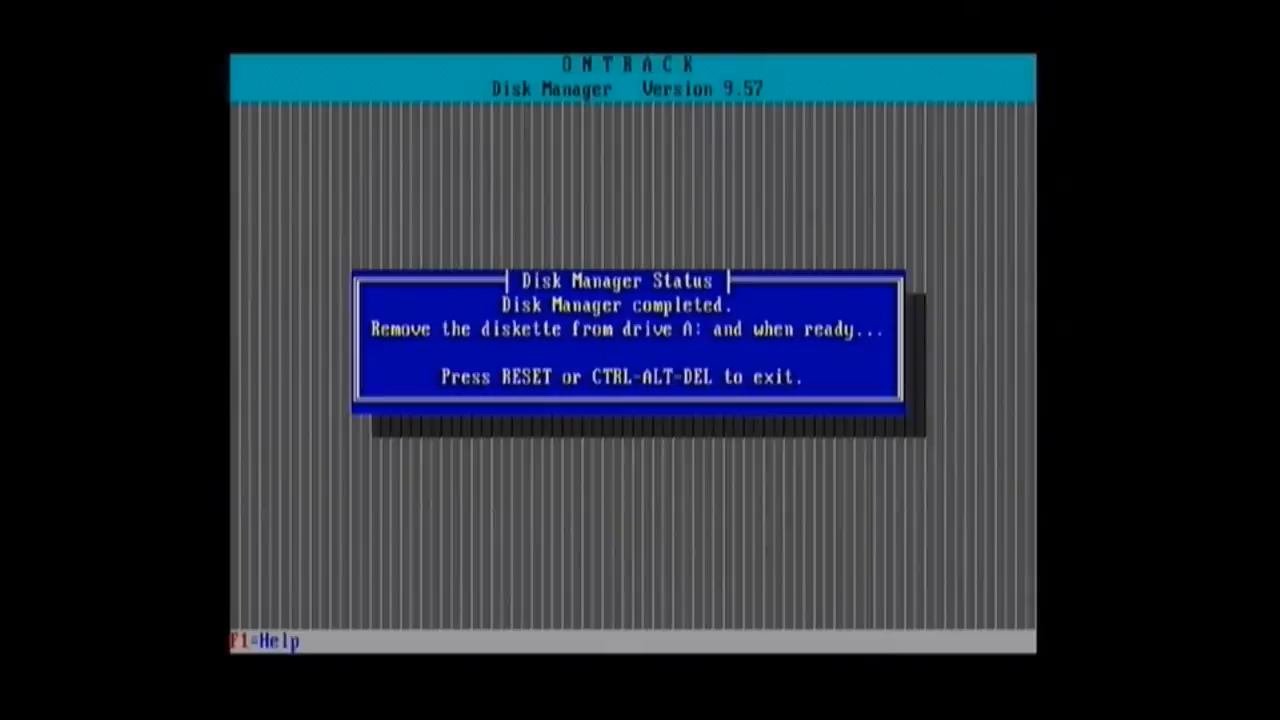 O N T R A C K
Disk Manager Version 9.57
Disk Manager Status
Disk Manager completed.
Remove the diskette from drive A: and when ready...
Press RESET or CTRL-ALT-DEL to exit.
F1=Help